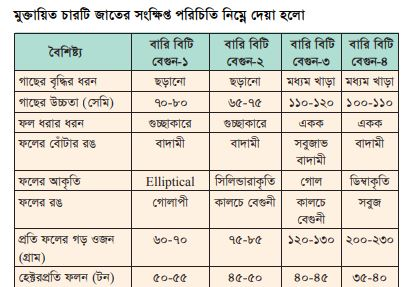 মুক্তায়িত চারটি জাতের সংক্ষিপ্ত পরিচিতি নিম্নে দেয়া হলো
বৈশিষ্ট্য বারি বিটি বেগুন-১ বারি বিটি বেগুন-২ বারি বিটি বেগুন-৩ বারি বিটি বেগুন-৪
গাছের বৃদ্ধির ধরন ছড়ানো ছড়ানো মধ্যম খাড়া মধ্যম খাড়া
গাছের উচ্চতা (সেমি) ৭০-৮০ ৬৫-৭৫ ১১০-১২০ ১০০-১১০
ফল ধরার ধরন গুচ্ছাকারে গুচ্ছাকারে একক একক
ফলের বোঁটার রঙ বাদামী বাদামী সবুজাভ বাদামী বাদামী
ফলের আকৃতি Elliptical সিলিন্ডারাকৃতি গোল ডিম্বাকৃতি
ফলের রঙ গোলাপী কালচে বেগুনী কালচে বেগুনী সবুজ
প্রতি ফলের গড় ওজন (গ্রাম) ৬০-৭০ ৭৫-৮৫ ১২০-১৩০ ২০০-২৩০
হেক্টরপ্রতি ফলন (টন) ৫০-৫৫ ৪৫-৫০ ৪০-৪৫ ৩৫-৪০